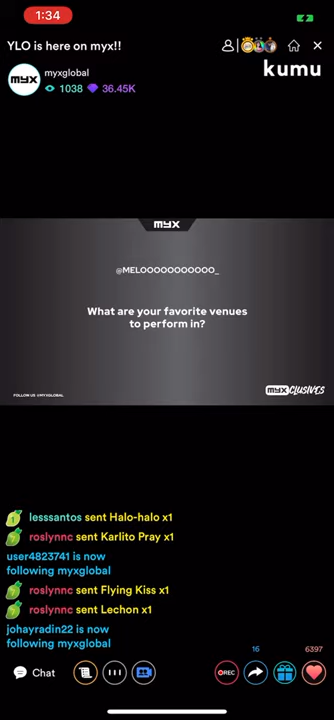 1:34
YLO is here on myx!!
myx
myxglobal
1038 36.45K
kumu
myx
@MELOOOOOOOOOOO_
What are your favorite venues
to perform in?
FOLLOW US @MYXGLOBAL
myxCLUSIVES
lesssantos sent Halo-halo x1
roslynnc sent Karlito Pray x1
user4823741 is now
following myxglobal
roslynnc sent Flying Kiss x1
roslynnc sent Lechon x1
johayradin22 is now
following myxglobal
16 6397
Chat
REC